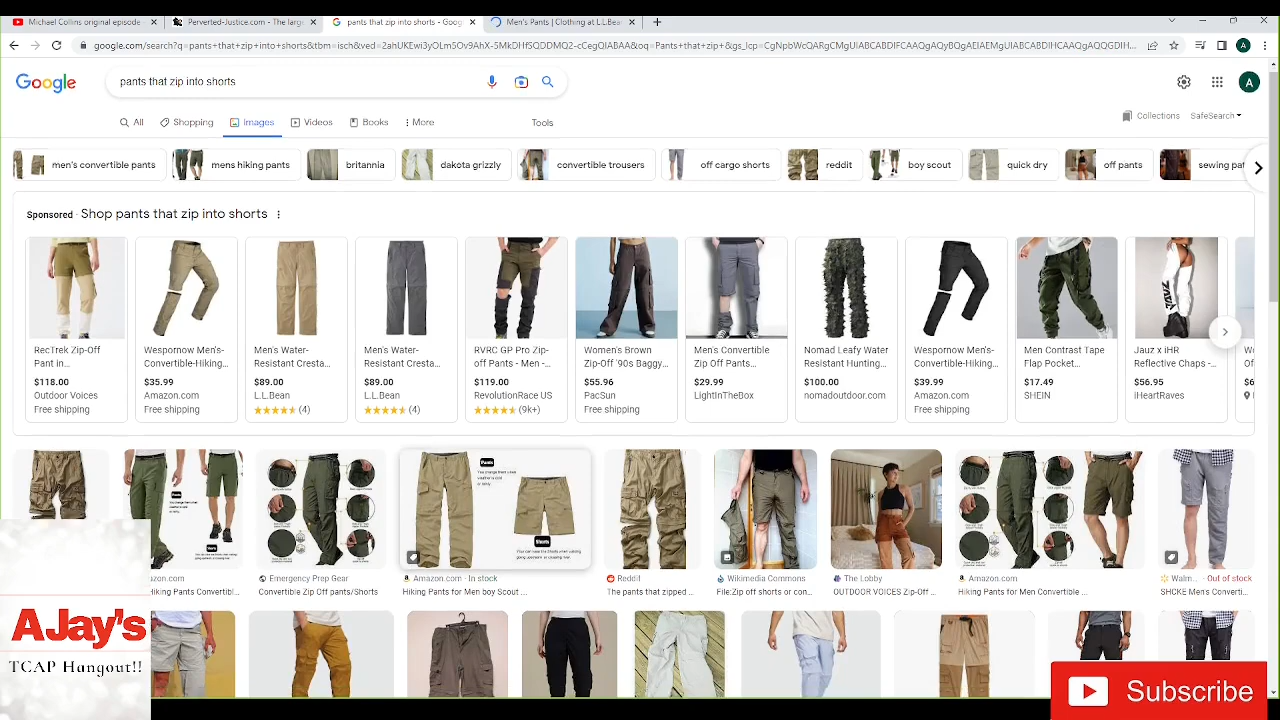 Michael Collins original episode
Perverted-Justice.com - The large
pants that zip into shorts - Goog
Men's Pants | Clothing at L.L.Bea
google.com/search?q=pants+that+zip+into+shorts&tbm=isch&ved=2ahUKEwi3yOLm5Ov9AhX-5MkDHfSdDMQ2-cCegQIABAA&oq=Pants+that+zip+&gs_lcp=CgNpbWcQARgCMgUIABCABDIFCAAQgAQyBQgAEIAEMgUIABCABDIHCAAQgAQQGDIH...
Google
pants that zip into shorts
A
All
Shopping
Images
Videos
Books
More
Tools
Collections
SafeSearch
men's convertible pants
mens hiking pants
britannia
dakota grizzly
convertible trousers
off cargo shorts
reddit
boy scout
quick dry
off pants
sewing pat
Sponsored · Shop pants that zip into shorts
RecTrek Zip-Off
Pant in...
$118.00
Outdoor Voices
Free shipping
Wespornow Men's-
Convertible-Hiking...
$35.99
Amazon.com
Free shipping
Men's Water-
Resistant Cresta...
$89.00
L.L.Bean
(4)
Men's Water-
Resistant Cresta...
$89.00
L.L.Bean
(4)
RVRC GP Pro Zip-
Off Pants - Men -...
$119.00
RevolutionRace US
(9k+)
Women's Brown
Zip-Off '90s Baggy...
$55.96
PacSun
Free shipping
Men's Convertible
Zip Off Pants...
$29.99
LightInTheBox
Nomad Leafy Water
Resistant Hunting...
$100.00
nomadoutdoor.com
Wespornow Men's-
Convertible-Hiking...
$39.99
Amazon.com
Free shipping
Men Contrast Tape
Flap Pocket...
$17.49
SHEIN
Jauz x iHR
Reflective Chaps -...
$56.95
IHeartRaves
Pants
Shorts
zon.com
king Pants Convertibl...
Emergency Prep Gear
Convertible Zip Off pants/Shorts
Amazon.com · In stock
Hiking Pants for Men boy Scout ...
Reddit
The pants that zipped ...
Wikimedia Commons
File:Zip off shorts or con...
The Lobby
OUTDOOR VOICES Zip-Off ...
Amazon.com
Hiking Pants for Men Convertible ...
Walm... · Out of stock
SHCKE Men's Converti...
AJay's
TCAP Hangout!!
Subscribe